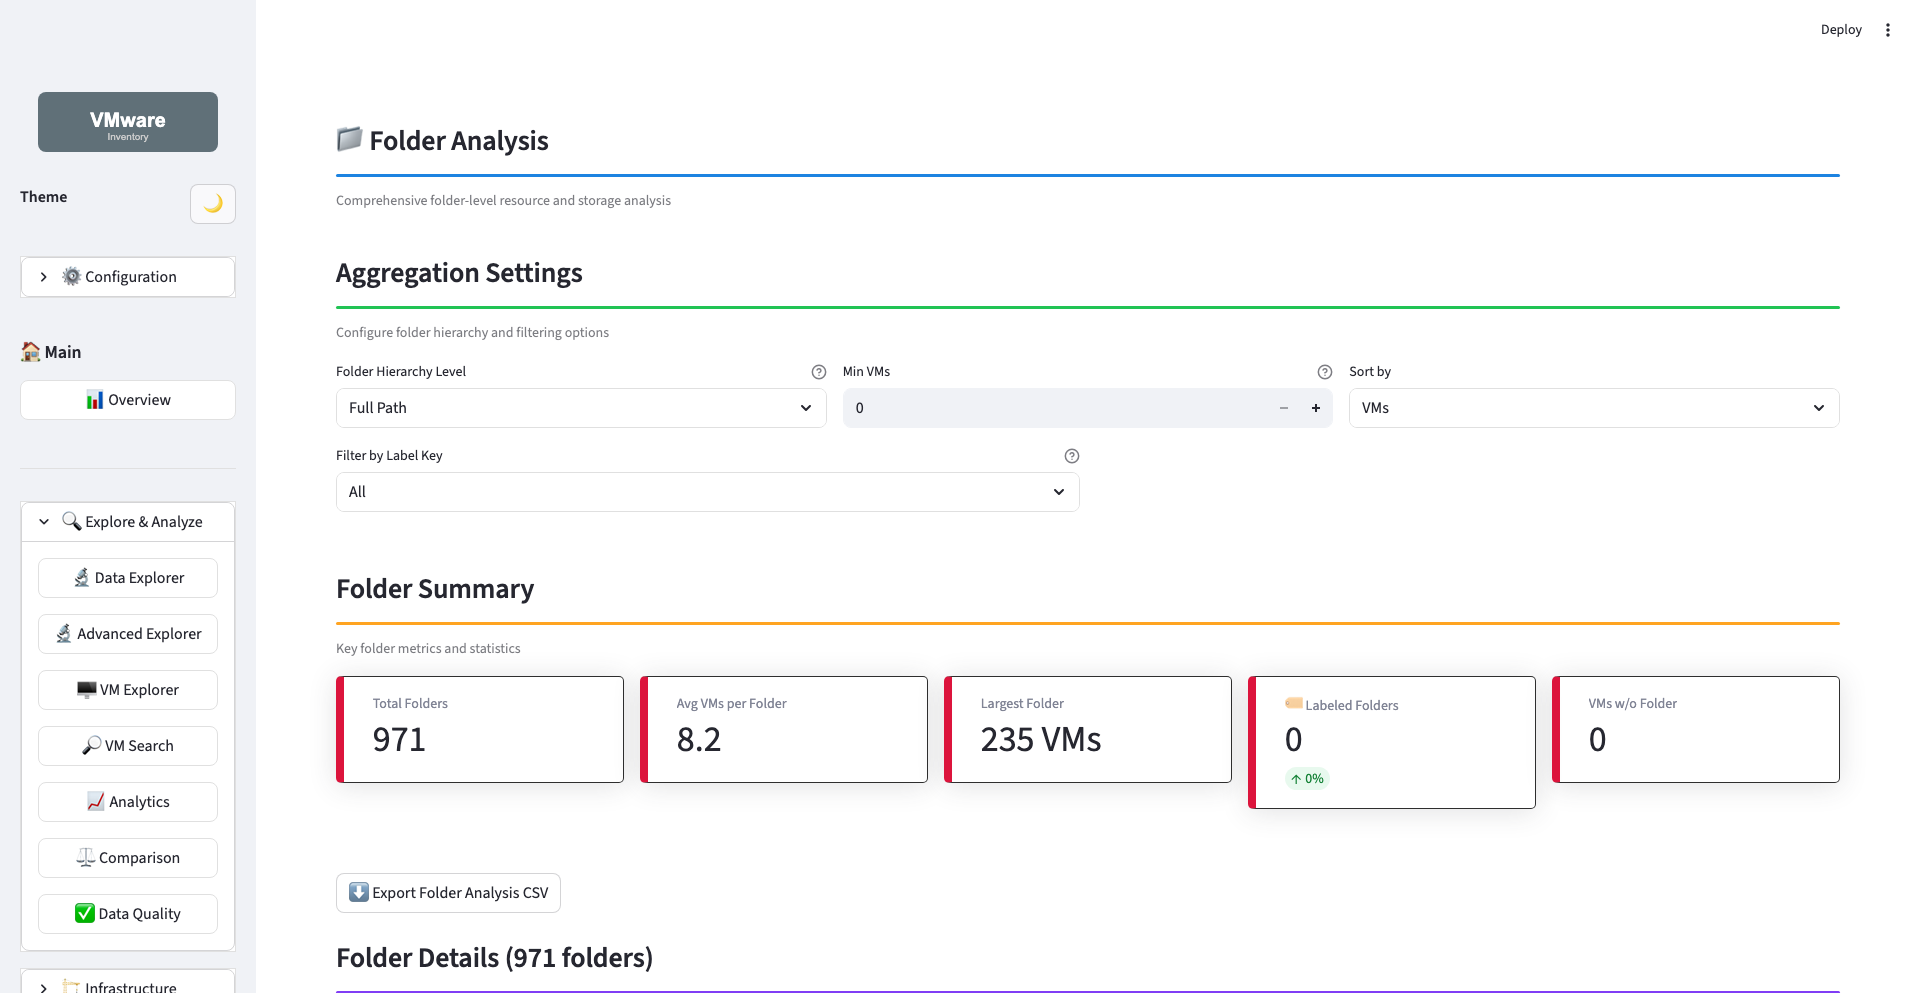 Deploy
VMware
Inventory
Theme
Configuration
Main
Overview
Explore & Analyze
Data Explorer
Advanced Explorer
VM Explorer
VM Search
Analytics
Comparison
Data Quality
Infrastructure
Folder Analysis
Comprehensive folder-level resource and storage analysis
Aggregation Settings
Configure folder hierarchy and filtering options
Folder Hierarchy Level
Full Path
Min VMs
0
Sort by
VMs
Filter by Label Key
All
Folder Summary
Key folder metrics and statistics
Total Folders
971
Avg VMs per Folder
8.2
Largest Folder
235 VMs
Labeled Folders
0
↑ 0%
VMs w/o Folder
0
Export Folder Analysis CSV
Folder Details (971 folders)